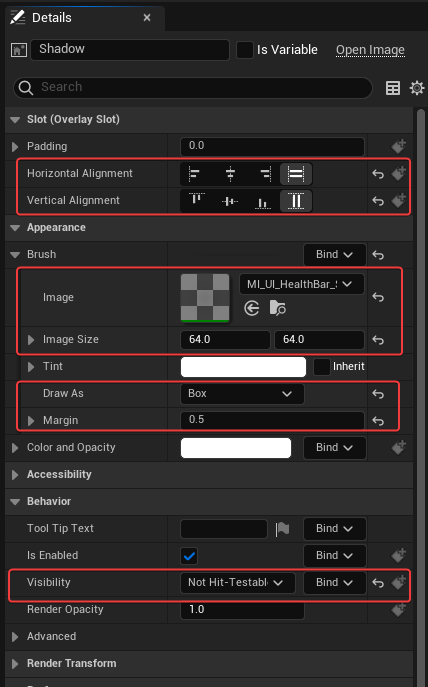 Details
Shadow Is Variable Open Image
Search
Slot (Overlay Slot)
Padding 0.0
Horizontal Alignment
Vertical Alignment
Appearance
Brush Bind
Image MI_UI_HealthBar_
Image Size 64.0 64.0
Tint Inherit
Draw As Box
Margin 0.5
Color and Opacity Bind
Accessibility
Behavior
Tool Tip Text Bind
Is Enabled Bind
Visibility Not Hit-Testabl Bind
Render Opacity 1.0
Advanced
Render Transform